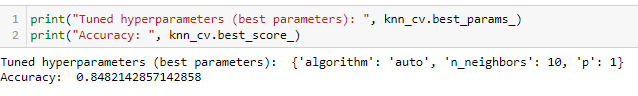 1 print("Tuned hyperparameters (best parameters): ", knn_cv.best_params_)
2 print("Accuracy: ", knn_cv.best_score_)
Tuned hyperparameters (best parameters):  {'algorithm': 'auto', 'n_neighbors': 10, 'p': 1}
Accuracy:  0.8482142857142858